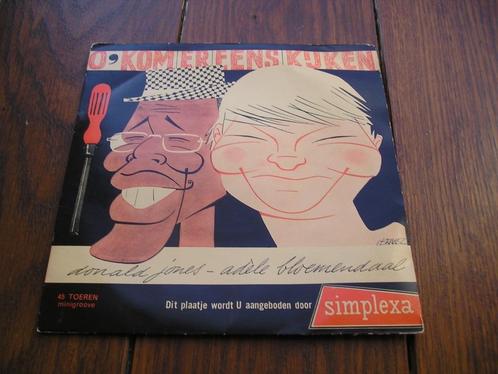 O, KOM ER EENS KIJKEN
donald jones - adèle bloemendaal
45 TOEREN
minigroove
Dit plaatje wordt U aangeboden door
simplexa